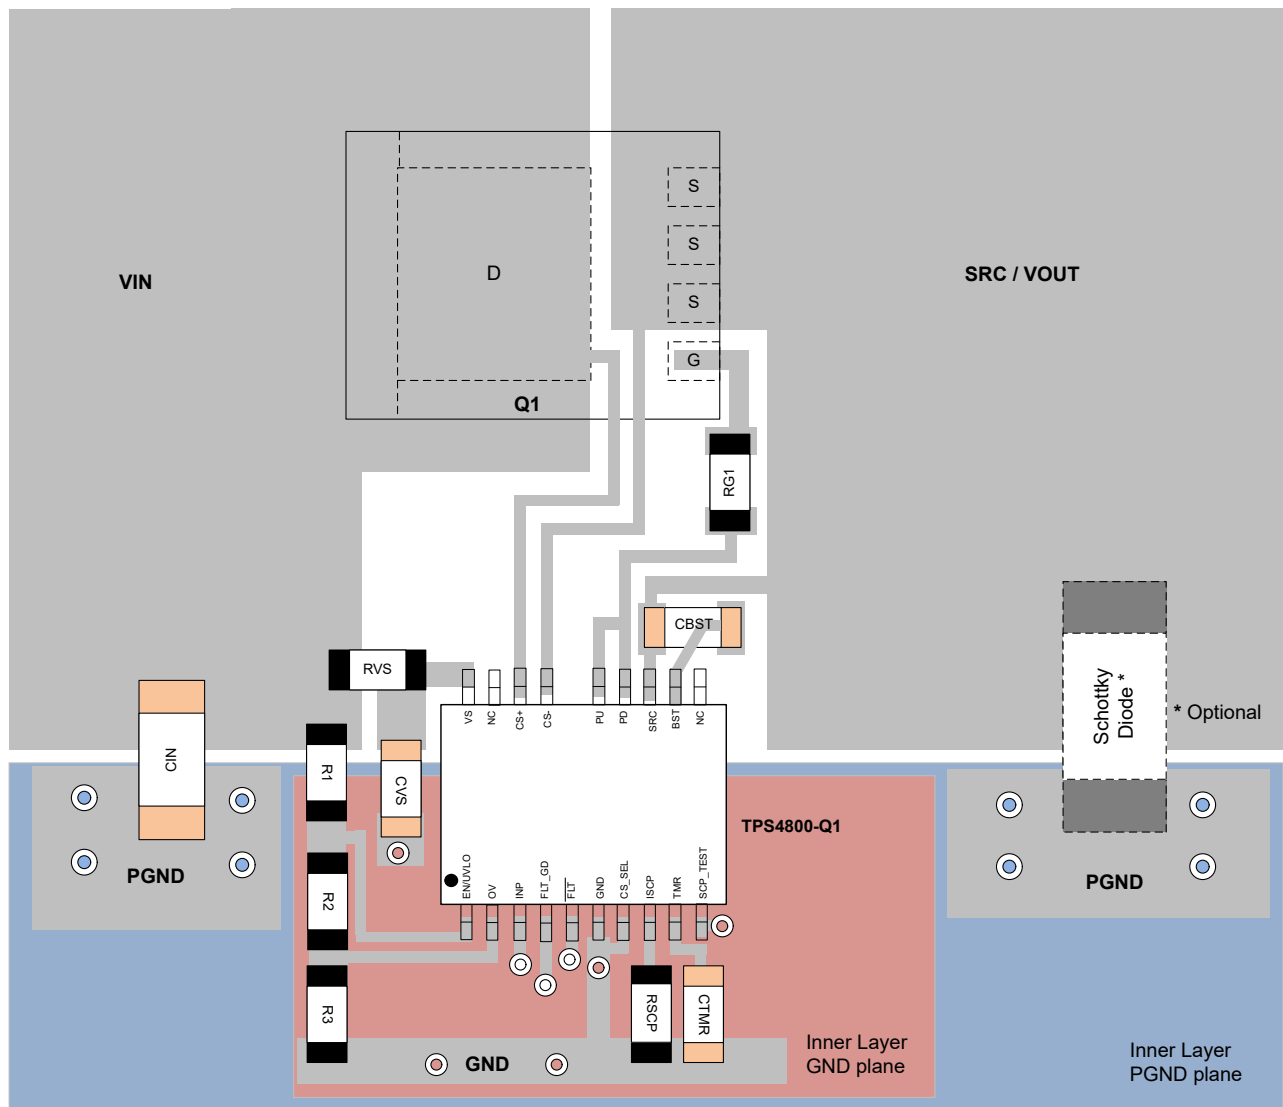 S
S
D
VIN
SRC / VOUT
S
G
Q1
RG1
CBST
RVS
Schottky
Diode *
* Optional
VS
NC
CS+
CS-
PU
PD
SRC
BST
NC
CIN
R1
CVS
TPS4800-Q1
EN/UVLO
OV
INP
FLT_GD
FLT
GND
CS_SEL
ISCP
TMR
SCP_TEST
PGND
PGND
R2
R3
RSCP
CTMR
GND
Inner Layer
GND plane
Inner Layer
PGND plane